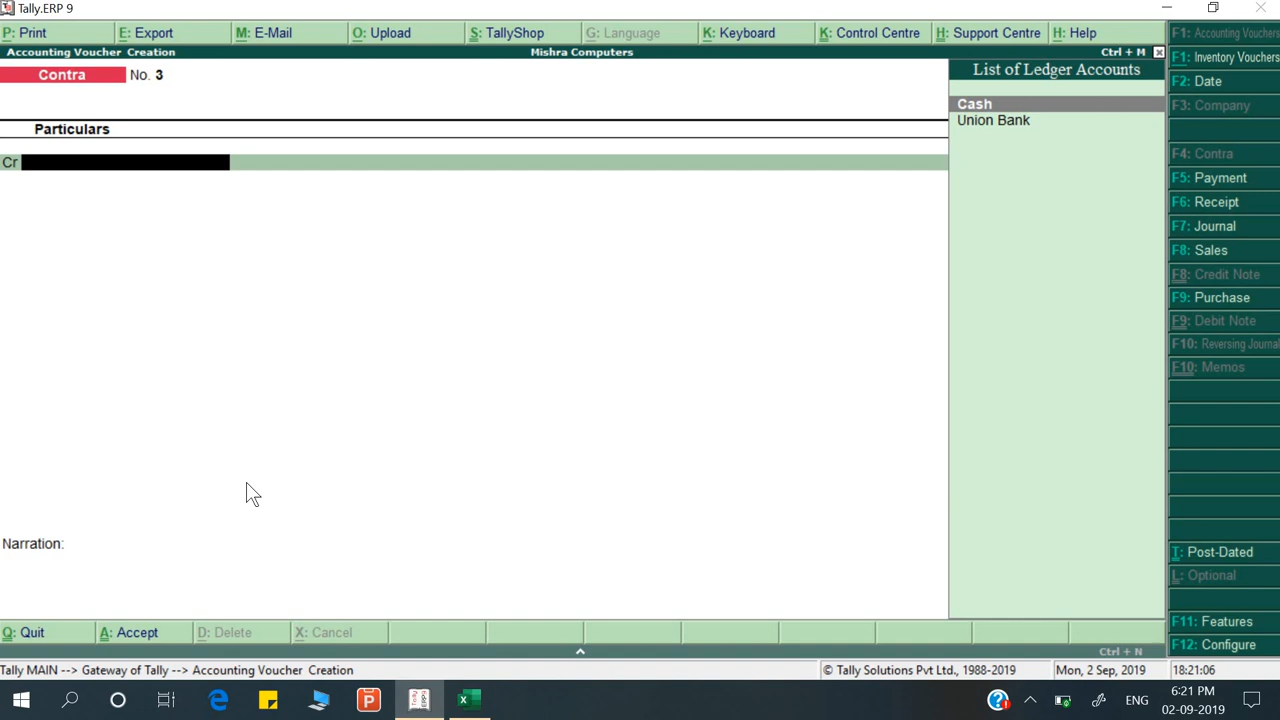 Tally.ERP 9
P: Print E: Export M: E-Mail O: Upload S: TallyShop G: Language K: Keyboard K: Control Centre H: Support Centre H: Help
Accounting Voucher Creation Mishra Computers Ctrl + M
Contra No. 3
Particulars
Cr
Narration:
List of Ledger Accounts
Cash
Union Bank
F1: Accounting Vouchers
F1: Inventory Vouchers
F2: Date
F3: Company
F4: Contra
F5: Payment
F6: Receipt
F7: Journal
F8: Sales
F8: Credit Note
F9: Purchase
F9: Debit Note
F10: Reversing Journal
F10: Memos
T: Post-Dated
L: Optional
F11: Features
F12: Configure
Q: Quit A: Accept D: Delete X: Cancel
Ctrl + N
Tally MAIN --> Gateway of Tally --> Accounting Voucher Creation © Tally Solutions Pvt Ltd., 1988-2019 Mon, 2 Sep, 2019 18:21:06
ENG 6:21 PM
02-09-2019